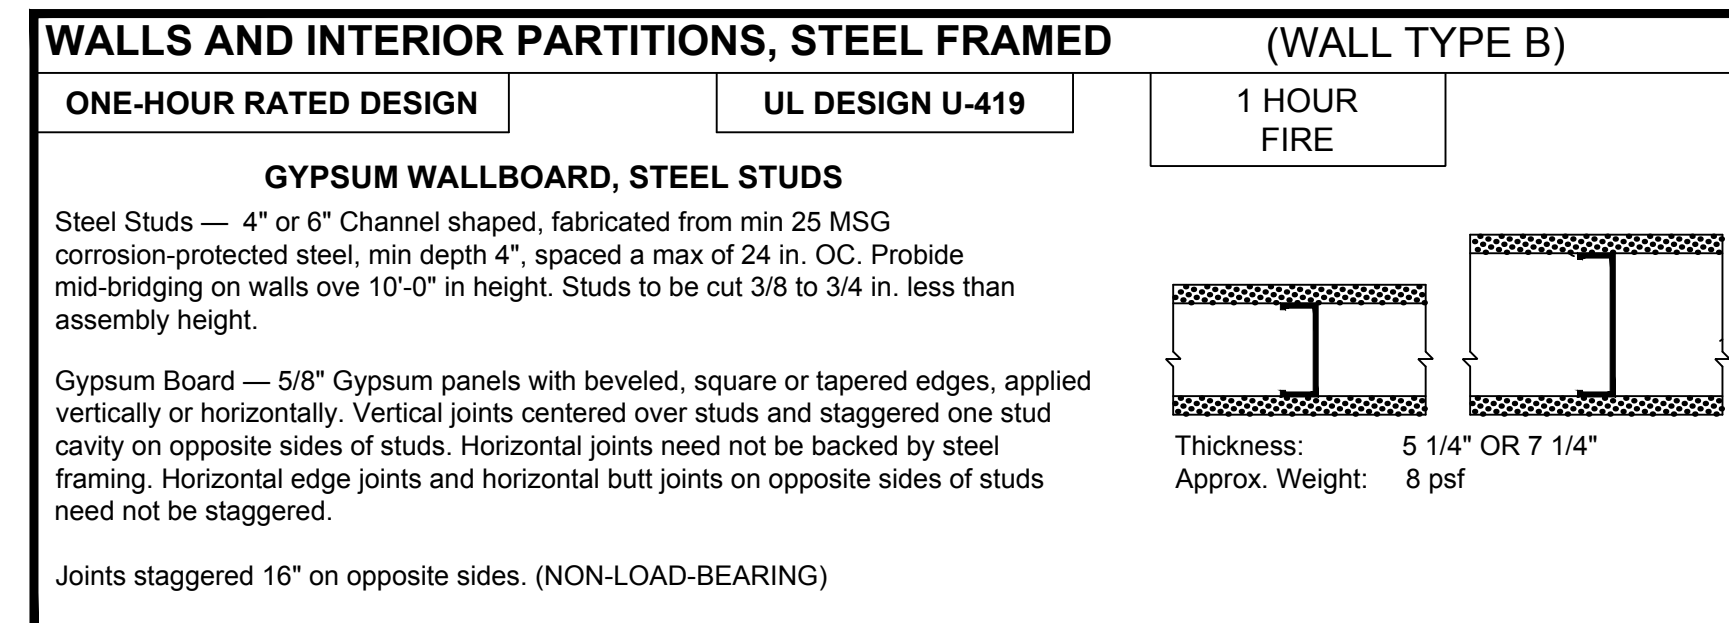 WALLS AND INTERIOR PARTITIONS, STEEL FRAMED (WALL TYPE B)
ONE-HOUR RATED DESIGN
UL DESIGN U-419
1 HOUR
FIRE
GYPSUM WALLBOARD, STEEL STUDS
Steel Studs — 4" or 6" Channel shaped, fabricated from min 25 MSG
corrosion-protected steel, min depth 4", spaced a max of 24 in. OC. Probide
mid-bridging on walls ove 10'-0" in height. Studs to be cut 3/8 to 3/4 in. less than
assembly height.
Gypsum Board — 5/8" Gypsum panels with beveled, square or tapered edges, applied
vertically or horizontally. Vertical joints centered over studs and staggered one stud
cavity on opposite sides of studs. Horizontal joints need not be backed by steel
framing. Horizontal edge joints and horizontal butt joints on opposite sides of studs
need not be staggered.
Joints staggered 16" on opposite sides. (NON-LOAD-BEARING)
Thickness: 5 1/4" OR 7 1/4"
Approx. Weight: 8 psf